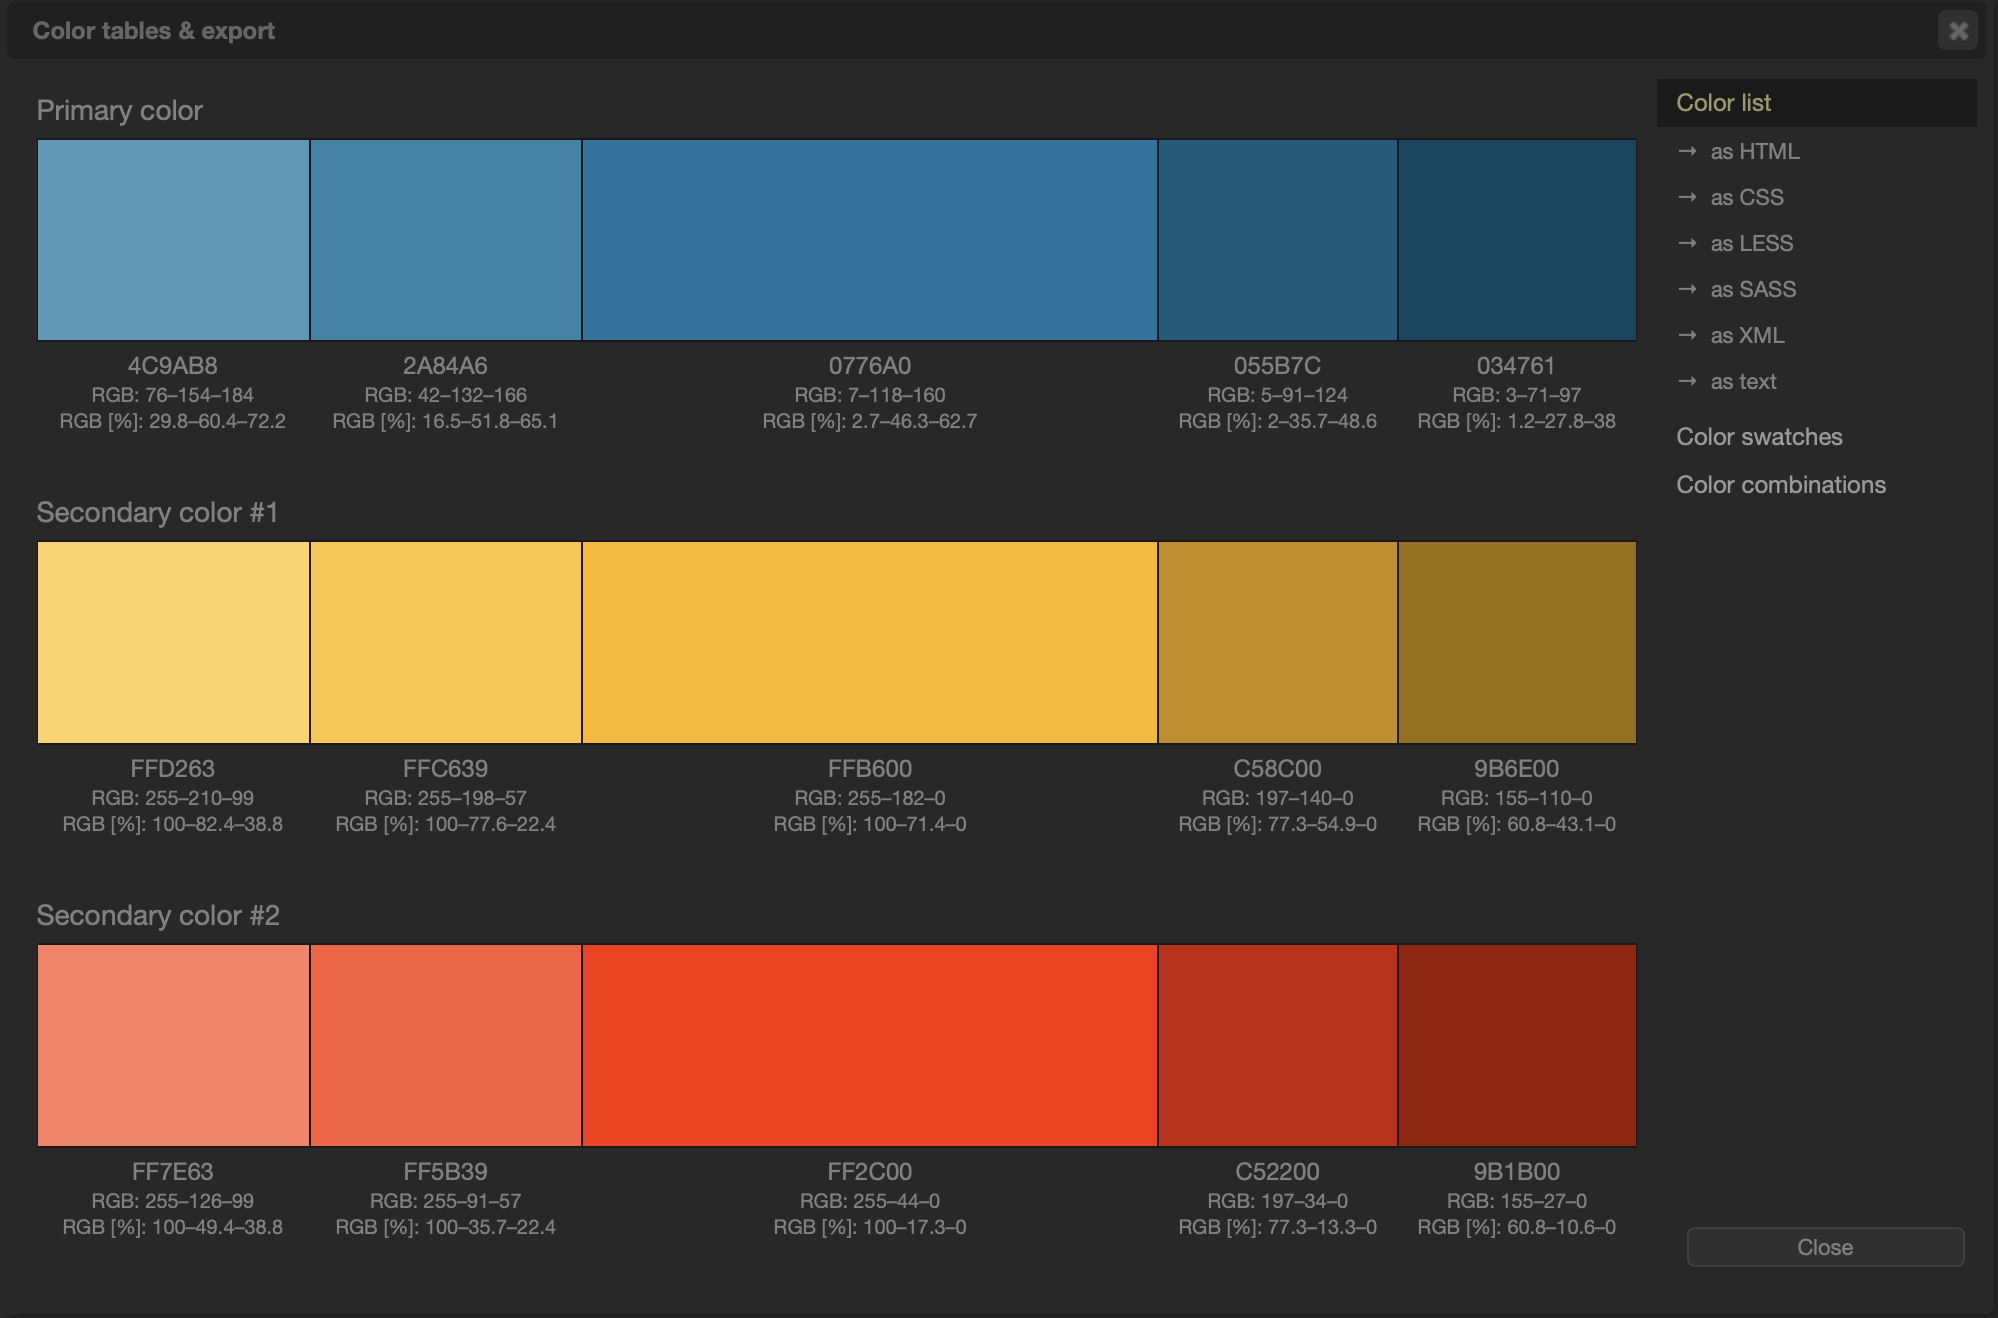 Color tables & export
Primary color
4C9AB8
RGB: 76–154–184
RGB [%]: 29.8–60.4–72.2
2A84A6
RGB: 42–132–166
RGB [%]: 16.5–51.8–65.1
0776A0
RGB: 7–118–160
RGB [%]: 2.7–46.3–62.7
055B7C
RGB: 5–91–124
RGB [%]: 2–35.7–48.6
034761
RGB: 3–71–97
RGB [%]: 1.2–27.8–38
Secondary color #1
FFD263
RGB: 255–210–99
RGB [%]: 100–82.4–38.8
FFC639
RGB: 255–198–57
RGB [%]: 100–77.6–22.4
FFB600
RGB: 255–182–0
RGB [%]: 100–71.4–0
C58C00
RGB: 197–140–0
RGB [%]: 77.3–54.9–0
9B6E00
RGB: 155–110–0
RGB [%]: 60.8–43.1–0
Secondary color #2
FF7E63
RGB: 255–126–99
RGB [%]: 100–49.4–38.8
FF5B39
RGB: 255–91–57
RGB [%]: 100–35.7–22.4
FF2C00
RGB: 255–44–0
RGB [%]: 100–17.3–0
C52200
RGB: 197–34–0
RGB [%]: 77.3–13.3–0
9B1B00
RGB: 155–27–0
RGB [%]: 60.8–10.6–0
Color list
→ as HTML
→ as CSS
→ as LESS
→ as SASS
→ as XML
→ as text
Color swatches
Color combinations
Close